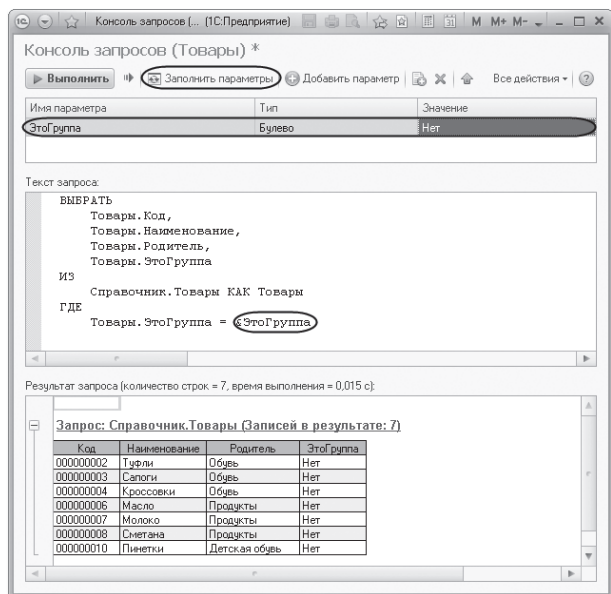 Консоль запросов (... (1С:Предприятие) M M+ M-
Консоль запросов (Товары) *
Выполнить Заполнить параметры Добавить параметр Все действия
Имя параметра Тип Значение
ЭтоГруппа Булево Нет
Текст запроса:
ВЫБРАТЬ
Товары.Код,
Товары.Наименование,
Товары.Родитель,
Товары.ЭтоГруппа
ИЗ
Справочник.Товары КАК Товары
ГДЕ
Товары.ЭтоГруппа = &ЭтоГруппа
Результат запроса (количество строк = 7, время выполнения = 0,015 с):
Запрос: Справочник.Товары (Записей в результате: 7)
Код Наименование Родитель ЭтоГруппа
000000002 Туфли Обувь Нет
000000003 Сапоги Обувь Нет
000000004 Кроссовки Обувь Нет
000000006 Масло Продукты Нет
000000007 Молоко Продукты Нет
000000008 Сметана Продукты Нет
000000010 Пинетки Детская обувь Нет